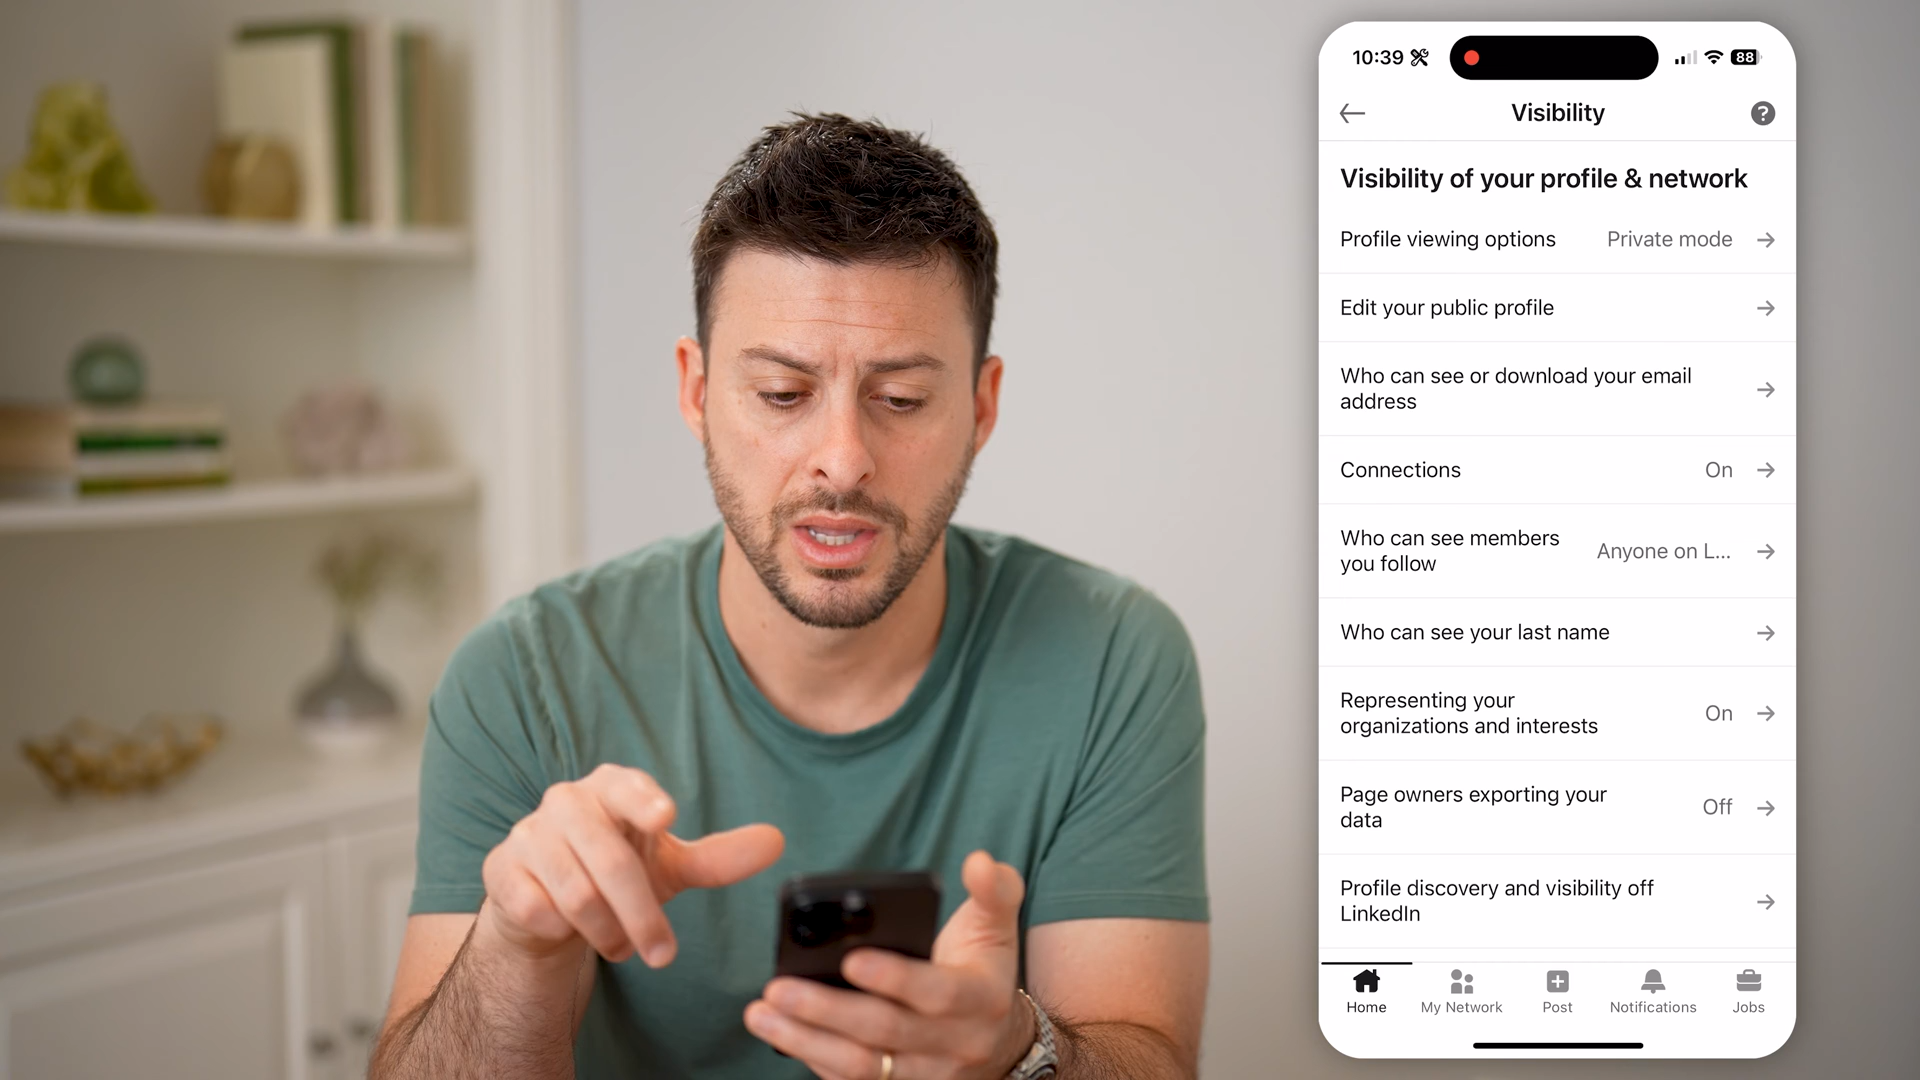 10:39
88
Visibility
?
Visibility of your profile & network
Profile viewing options Private mode
Edit your public profile
Who can see or download your email
address
Connections On
Who can see members
you follow
Anyone on L...
Who can see your last name
Representing your
organizations and interests
On
Page owners exporting your
data
Off
Profile discovery and visibility off
LinkedIn
Home My Network Post Notifications Jobs